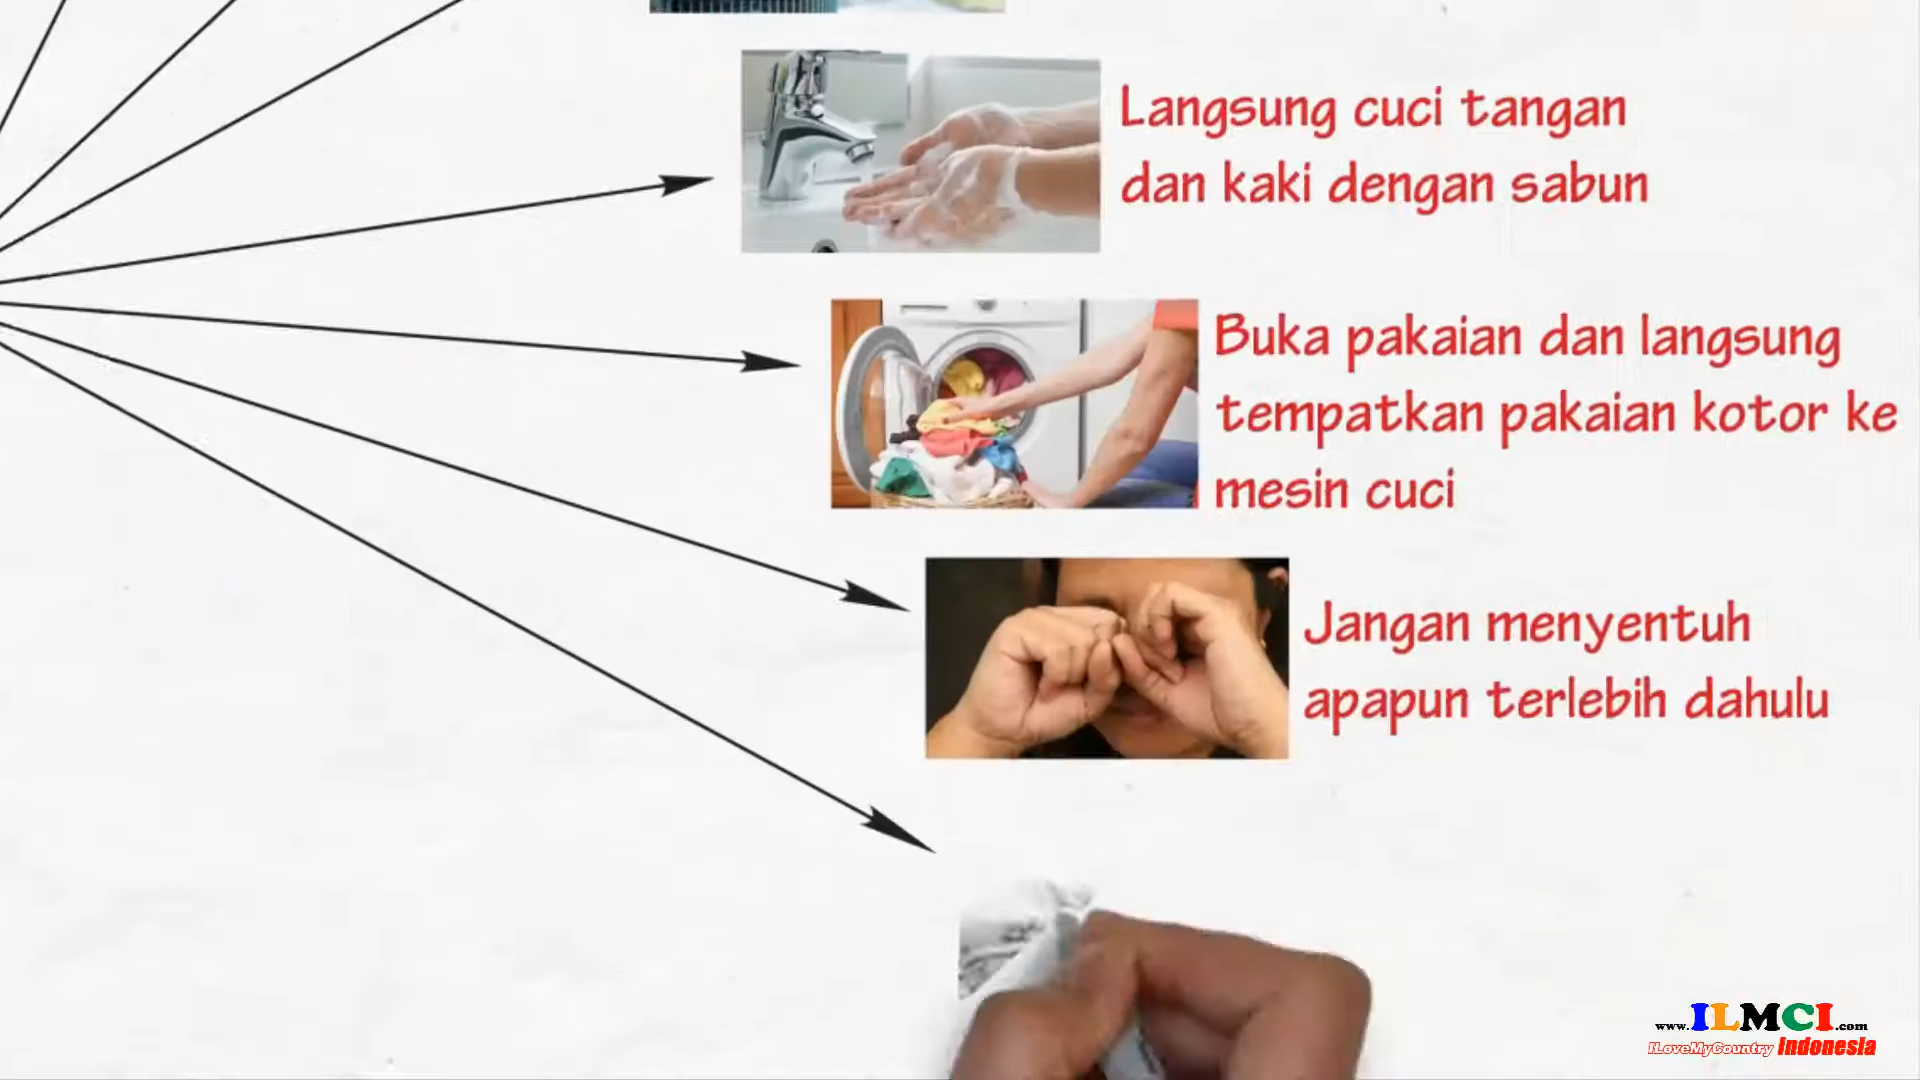 Langsung cuci tangan
dan kaki dengan sabun
Buka pakaian dan langsung
tempatkan pakaian kotor ke
mesin cuci
Jangan menyentuh
apapun terlebih dahulu
www.ILMCI.com
ILoveMyCountry Indonesia